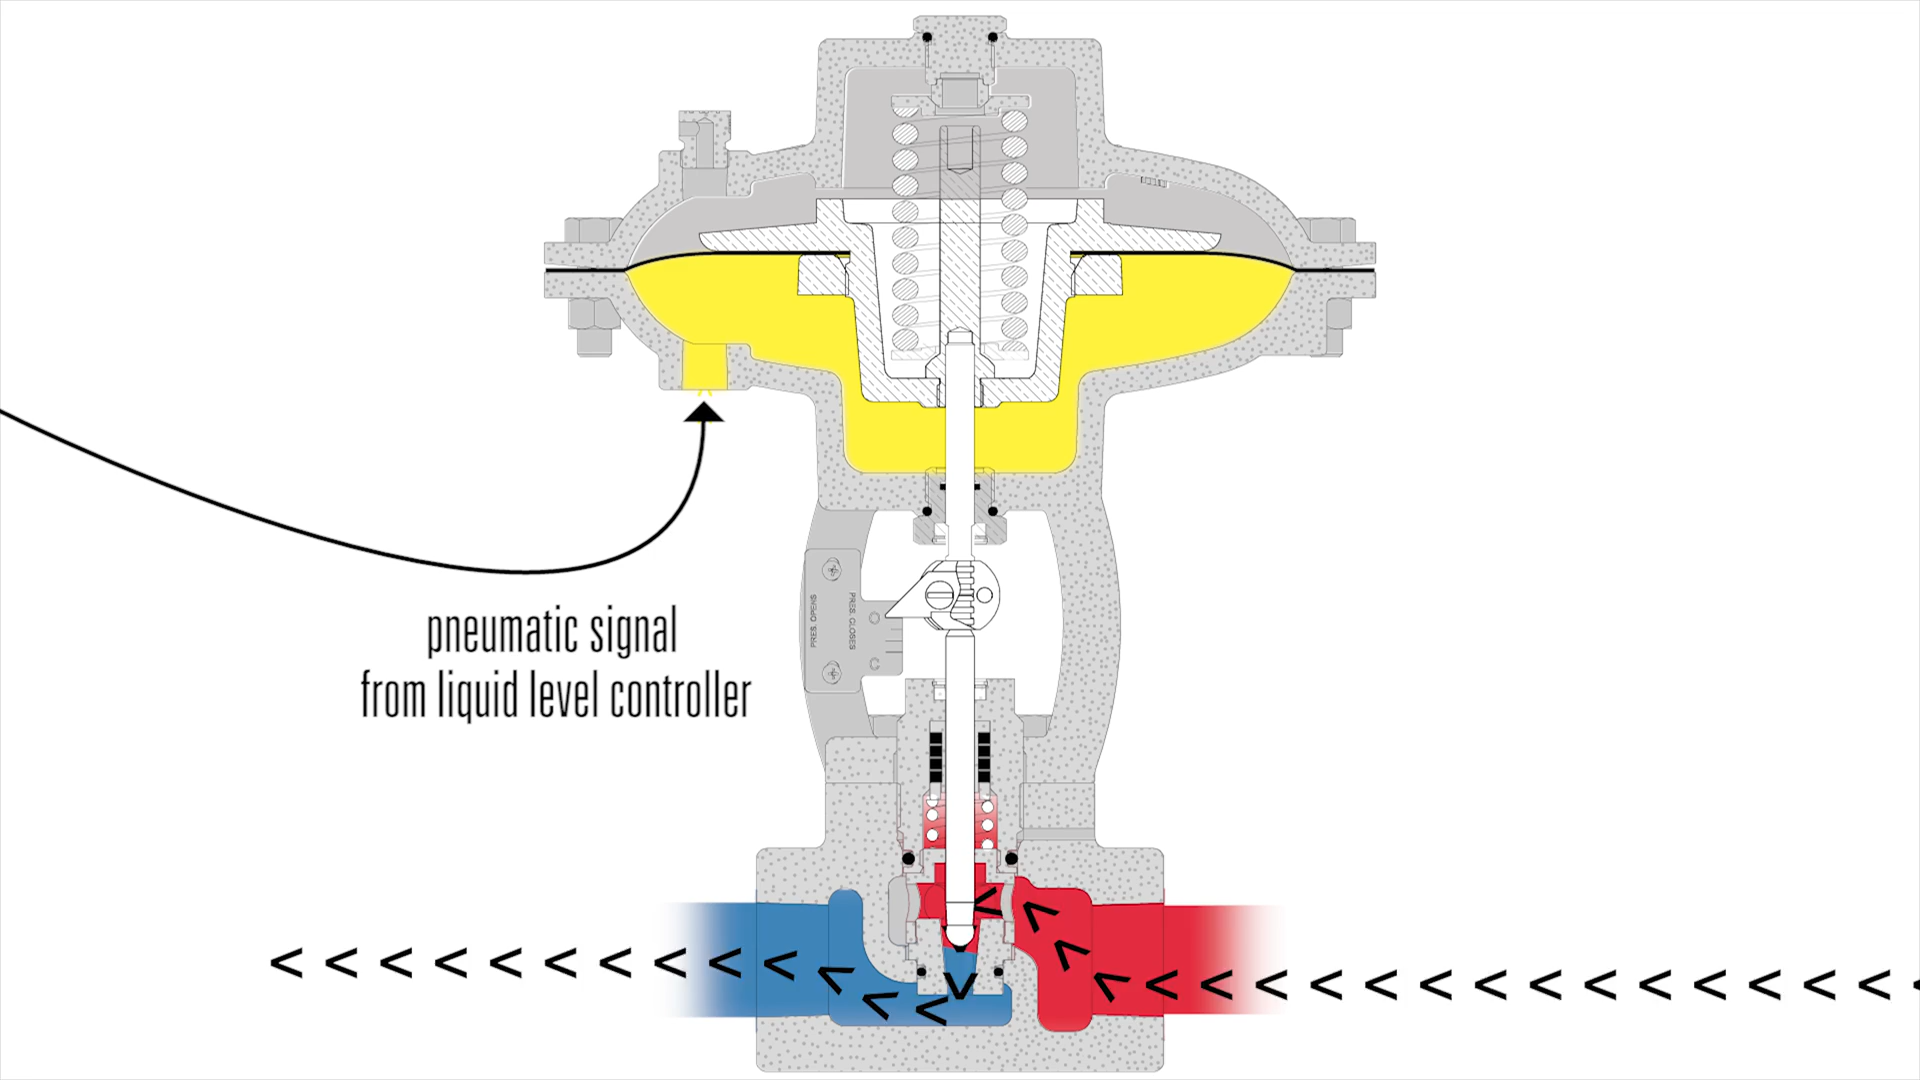 pneumatic signal
from liquid level controller
PRES. OPENS
PRES. CLOSES
O
C